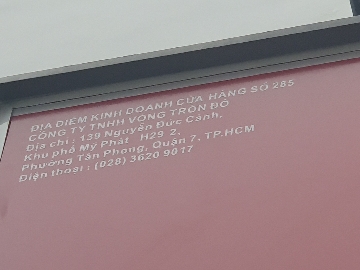 ĐỊA ĐIỂM KINH DOANH CỬA HÀNG SỐ 285
CÔNG TY TNHH VÒNG TRÒN ĐỎ
Địa chỉ : 139 Nguyễn Đức Cảnh,
Khu phố Mỹ Phát H29-2,
Phường Tân Phong, Quận 7, TP.HCM
Điện thoại : (028) 3620 9017